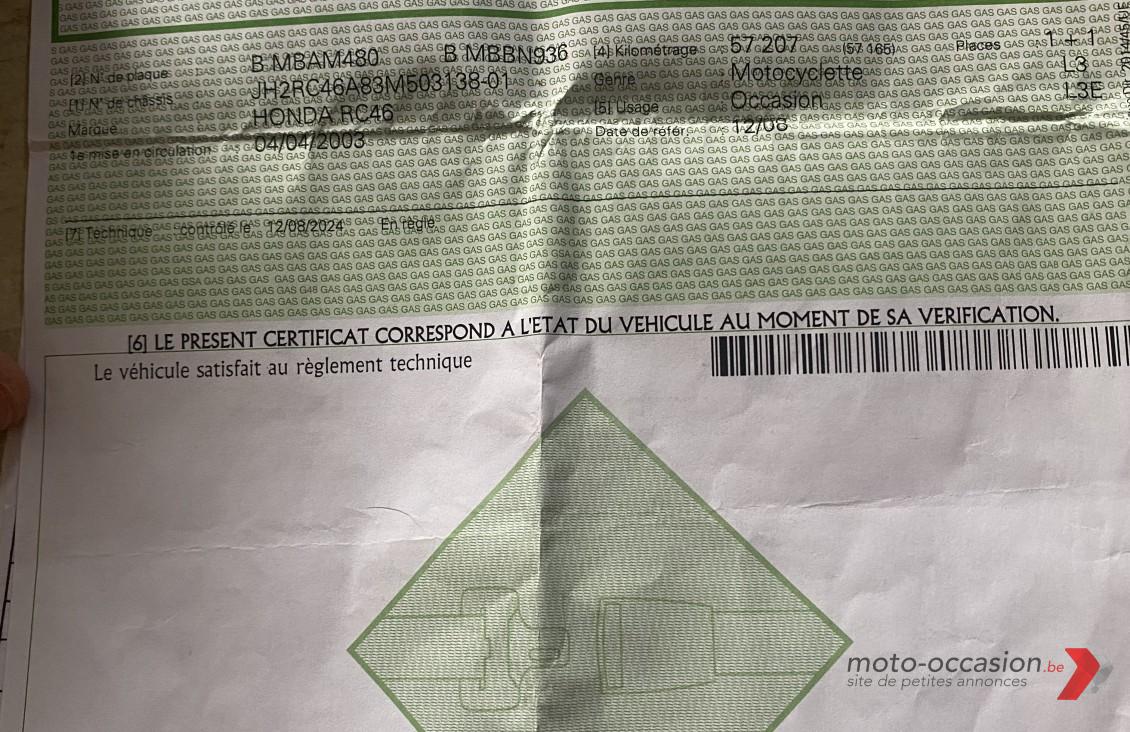 [2] N° de plaque B MBAM480 B MBBN936 [4] Kilométrage 57 207 (57 165) Places 1 + 1
[1] N° de chassis JH2RC46A83M503138-01 Genre Motocyclette L3
Marque HONDA RC46 [5] Usage Occasion L3E
1e mise en circulation 04/04/2003 Date de référ. 12/08
[7] Technique contrôlé le 12/08/2024 En règle
[6] LE PRESENT CERTIFICAT CORRESPOND A L'ETAT DU VEHICULE AU MOMENT DE SA VERIFICATION.
Le véhicule satisfait au règlement technique
moto-occasion.be
site de petites annonces